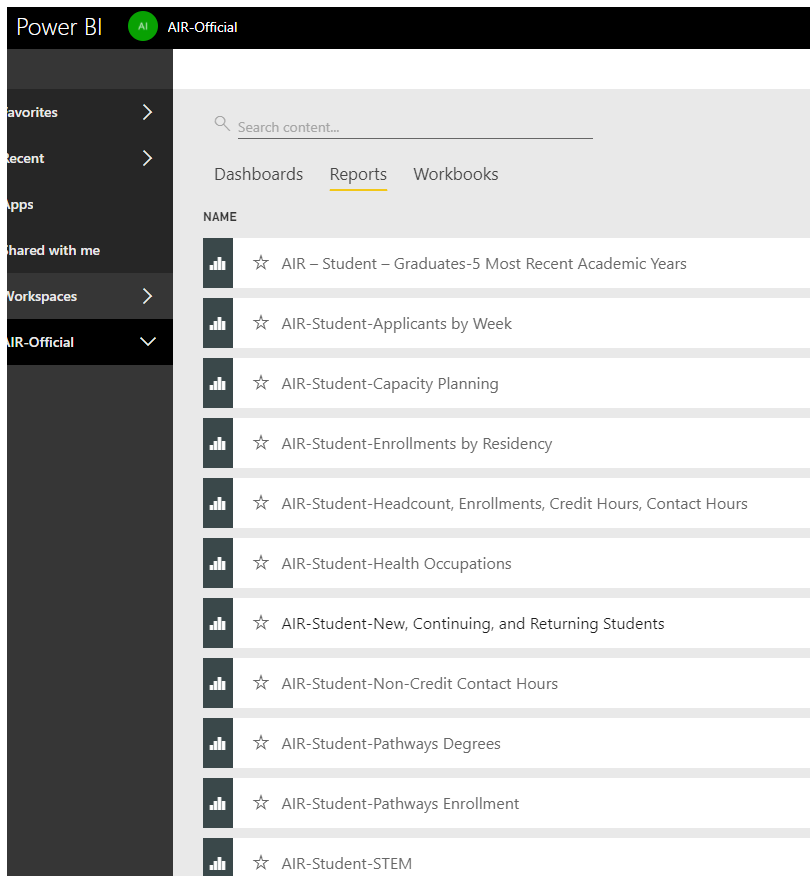 Power BI AI AIR-Official
avorites
Recent
Apps
Shared with me
Workspaces
AIR-Official
Search content...
Dashboards Reports Workbooks
NAME
AIR – Student – Graduates-5 Most Recent Academic Years
AIR-Student-Applicants by Week
AIR-Student-Capacity Planning
AIR-Student-Enrollments by Residency
AIR-Student-Headcount, Enrollments, Credit Hours, Contact Hours
AIR-Student-Health Occupations
AIR-Student-New, Continuing, and Returning Students
AIR-Student-Non-Credit Contact Hours
AIR-Student-Pathways Degrees
AIR-Student-Pathways Enrollment
AIR-Student-STEM